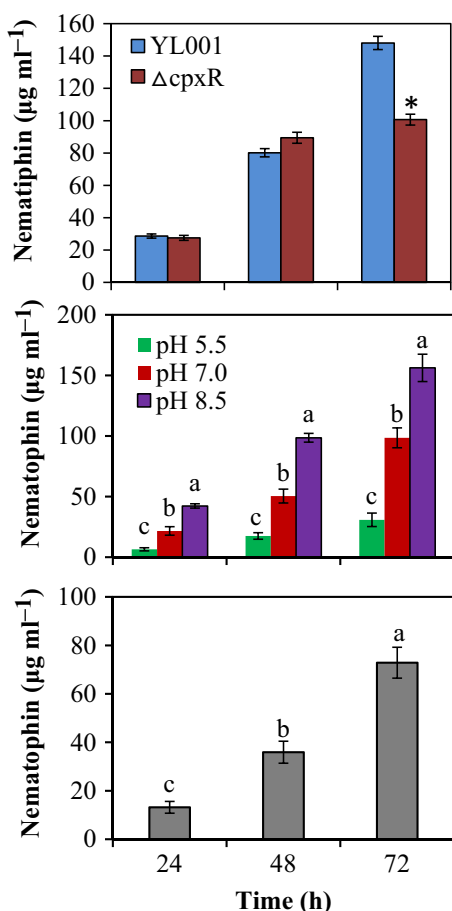 Nematiphin (µg ml⁻¹)
160
140
120
100
80
60
40
20
0
YL001
△cpxR
*
Nematophin (µg ml⁻¹)
200
150
100
50
0
pH 5.5
pH 7.0
pH 8.5
c b a
c b a
c b a
Nematophin (µg ml⁻¹)
100
80
60
40
20
0
c
b
a
24 48 72
Time (h)